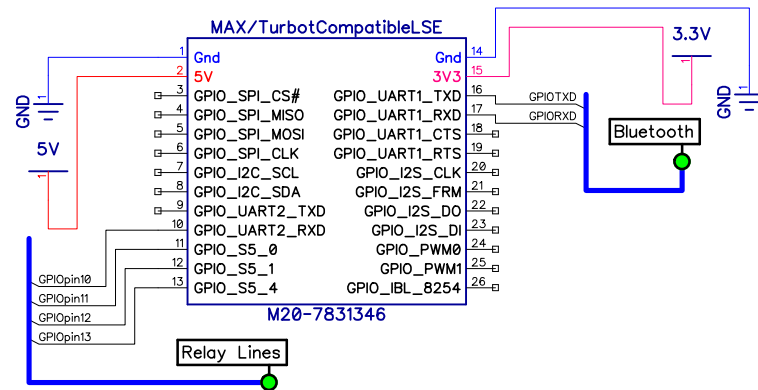 MAX/TurbotCompatibleLSE
1 Gnd
2 5V
3 GPIO_SPI_CS#
4 GPIO_SPI_MISO
5 GPIO_SPI_MOSI
6 GPIO_SPI_CLK
7 GPIO_I2C_SCL
8 GPIO_I2C_SDA
9 GPIO_UART2_TXD
10 GPIO_UART2_RXD
11 GPIO_S5_0
12 GPIO_S5_1
13 GPIO_S5_4
Gnd 14
3V3 15
GPIO_UART1_TXD 16
GPIO_UART1_RXD 17
GPIO_UART1_CTS 18
GPIO_UART1_RTS 19
GPIO_I2S_CLK 20
GPIO_I2S_FRM 21
GPIO_I2S_DO 22
GPIO_I2S_DI 23
GPIO_PWM0 24
GPIO_PWM1 25
GPIO_IBL_8254 26
M20-7831346
GND
5V
1
GPIOpin10
GPIOpin11
GPIOpin12
GPIOpin13
Relay Lines
GPIOTXD
GPIORXD
Bluetooth
3.3V
1
GND